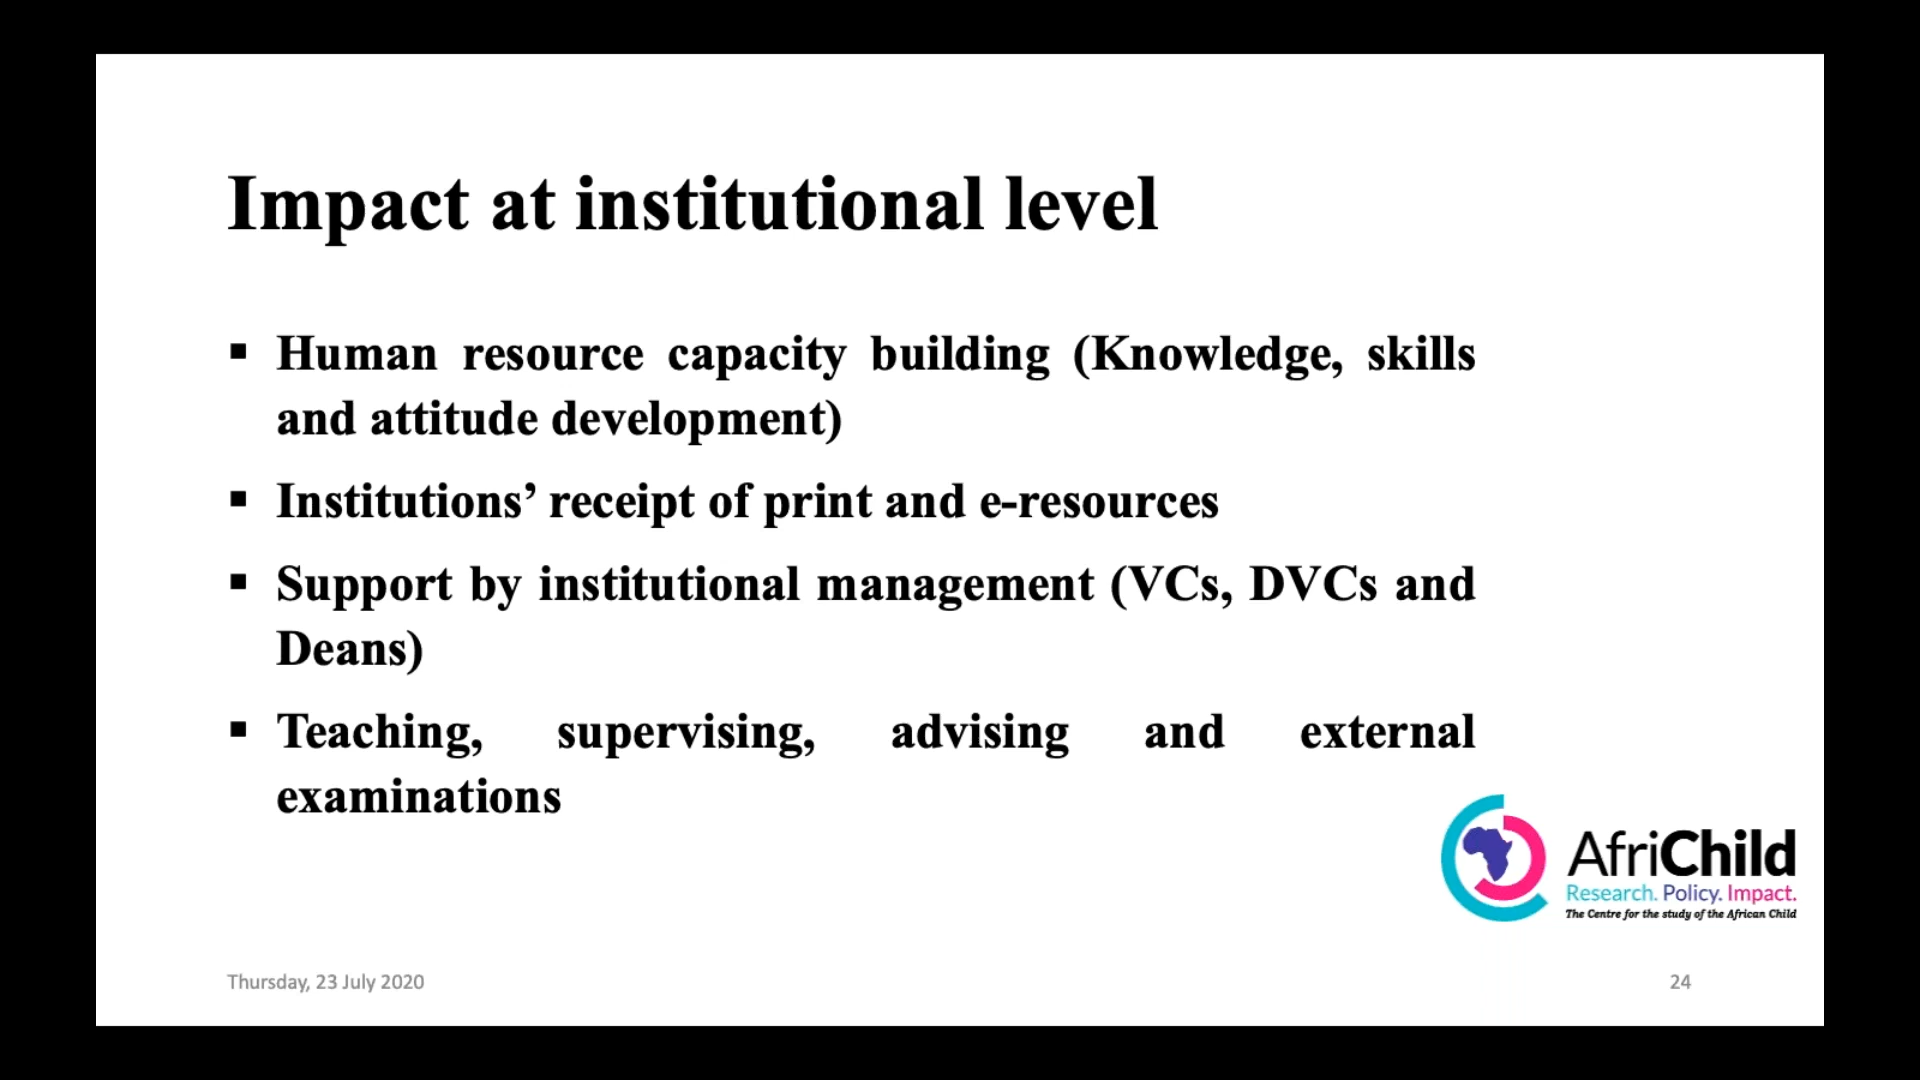 Impact at institutional level
▪ Human resource capacity building (Knowledge, skills
and attitude development)
▪ Institutions’ receipt of print and e-resources
▪ Support by institutional management (VCs, DVCs and
Deans)
▪ Teaching, supervising, advising and external
examinations
AfriChild
Research. Policy. Impact.
The Centre for the study of the African Child
Thursday, 23 July 2020
24